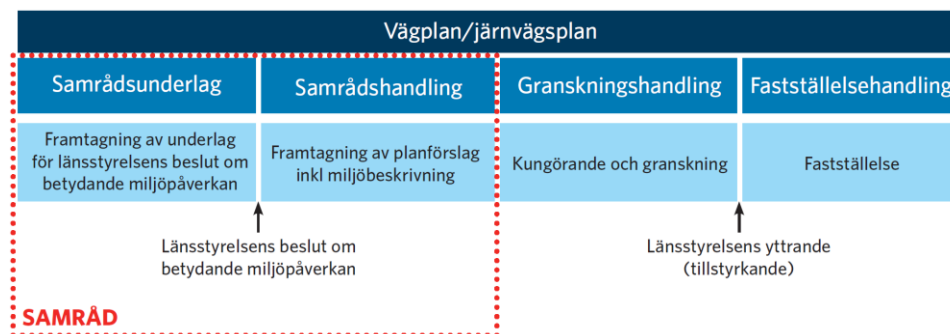 Vägplan/järnvägsplan
Samrådsunderlag
Samrådshandling
Granskningshandling
Fastställelsehandling
Framtagning av underlag
för länsstyrelsens beslut om
betydande miljöpåverkan
Framtagning av planförslag
inkl miljöbeskrivning
Kungörande och granskning
Fastställelse
Länsstyrelsens beslut om
betydande miljöpåverkan
Länsstyrelsens yttrande
(tillstyrkande)
SAMRÅD